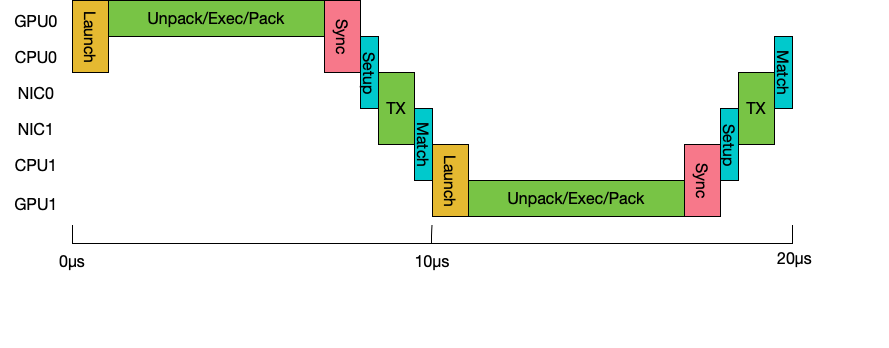 GPU0
Launch
Unpack/Exec/Pack
Sync
CPU0
Setup
Match
NIC0
TX
TX
NIC1
Match
Setup
CPU1
Launch
Sync
GPU1
Unpack/Exec/Pack
0µs
10µs
20µs